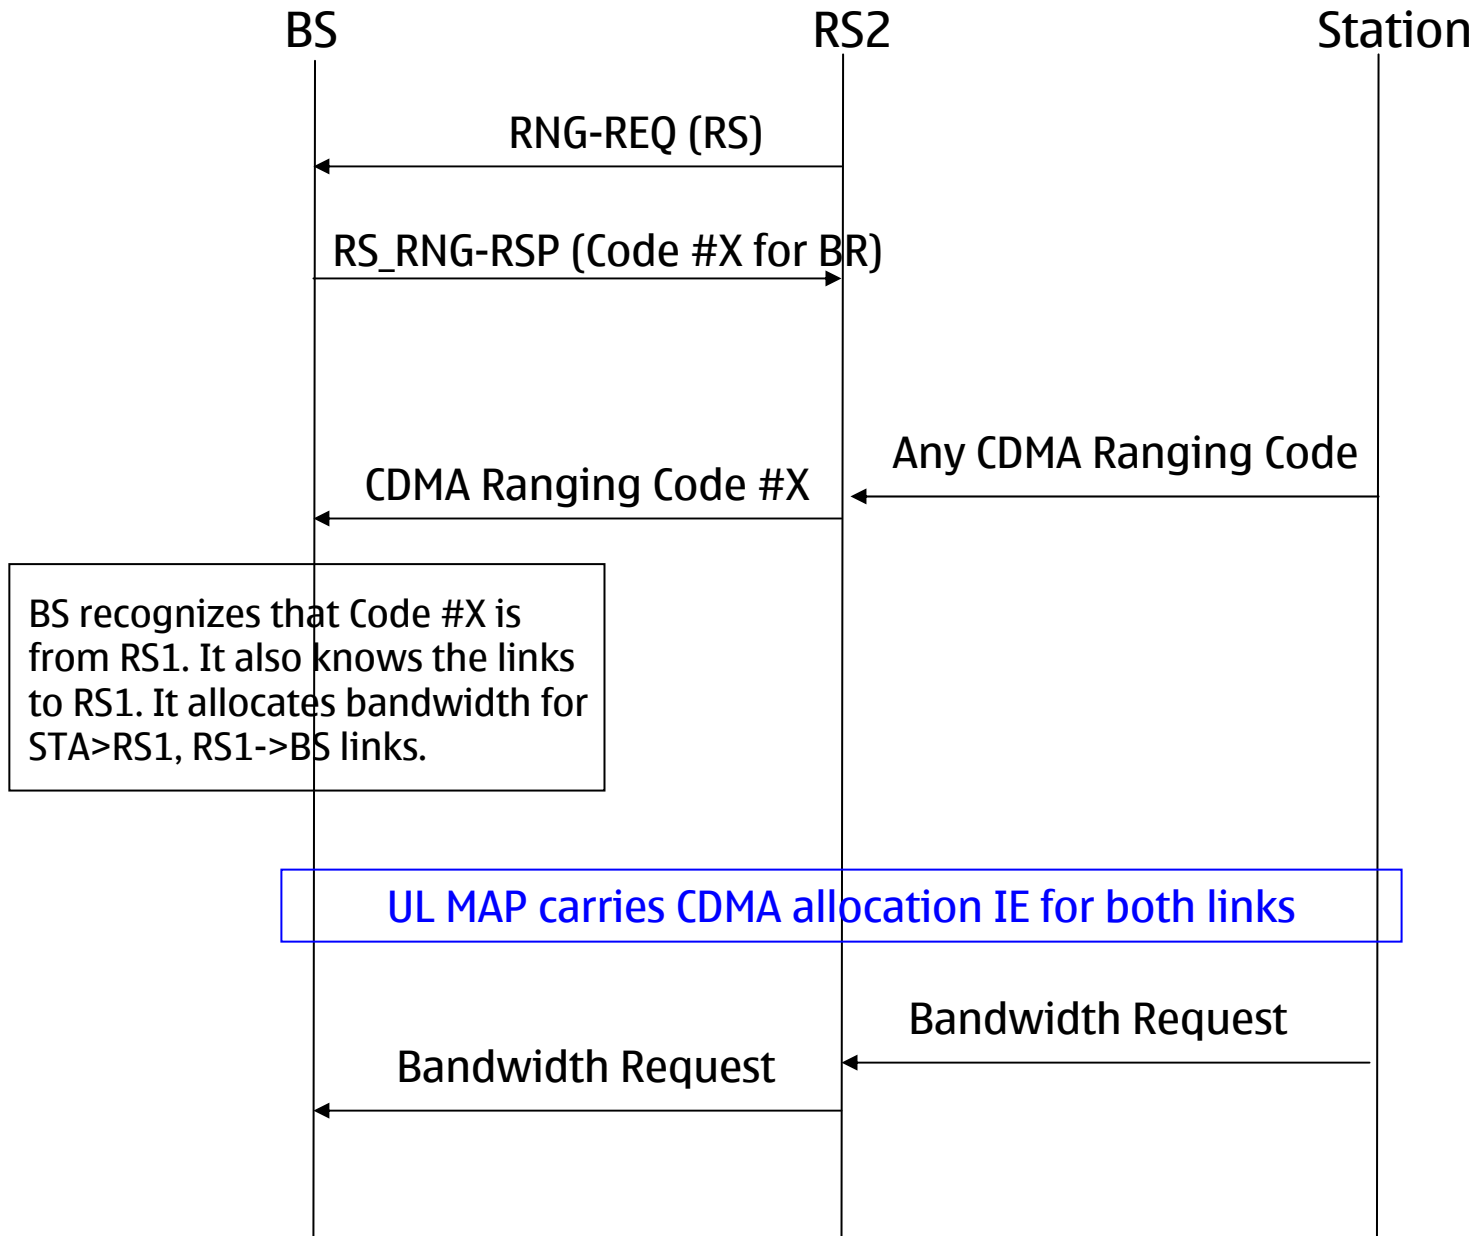 BS
RS2
Station
RNG-REQ (RS)
RS_RNG-RSP (Code #X for BR)
Any CDMA Ranging Code
CDMA Ranging Code #X
BS recognizes that Code #X is
from RS1. It also knows the links
to RS1. It allocates bandwidth for
STA>RS1, RS1->BS links.
UL MAP carries CDMA allocation IE for both links
Bandwidth Request
Bandwidth Request